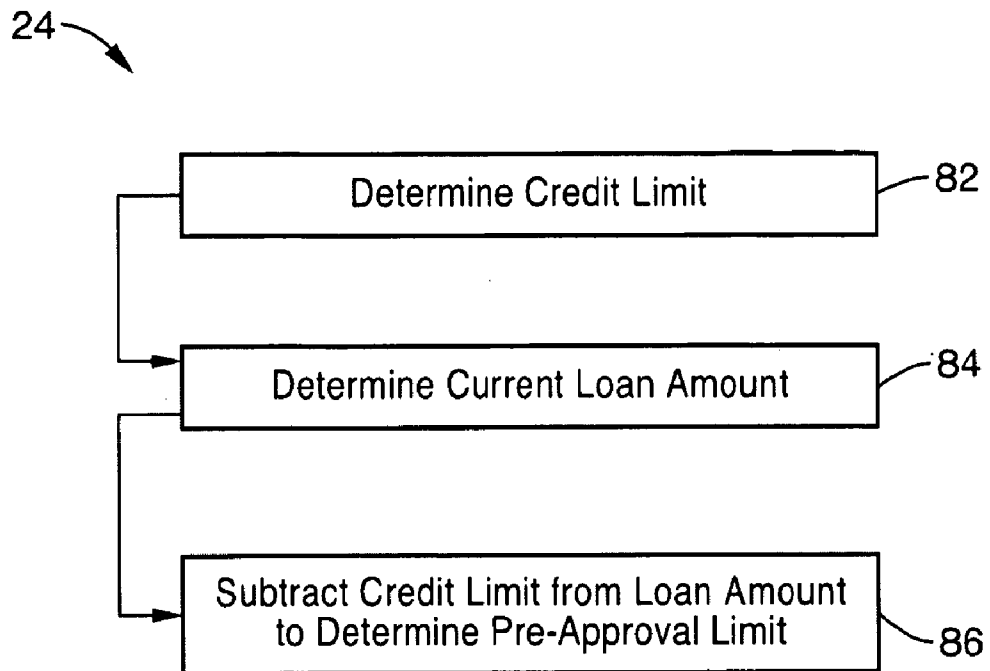 24
Determine Credit Limit
82
Determine Current Loan Amount
84
Subtract Credit Limit from Loan Amount
to Determine Pre-Approval Limit
86